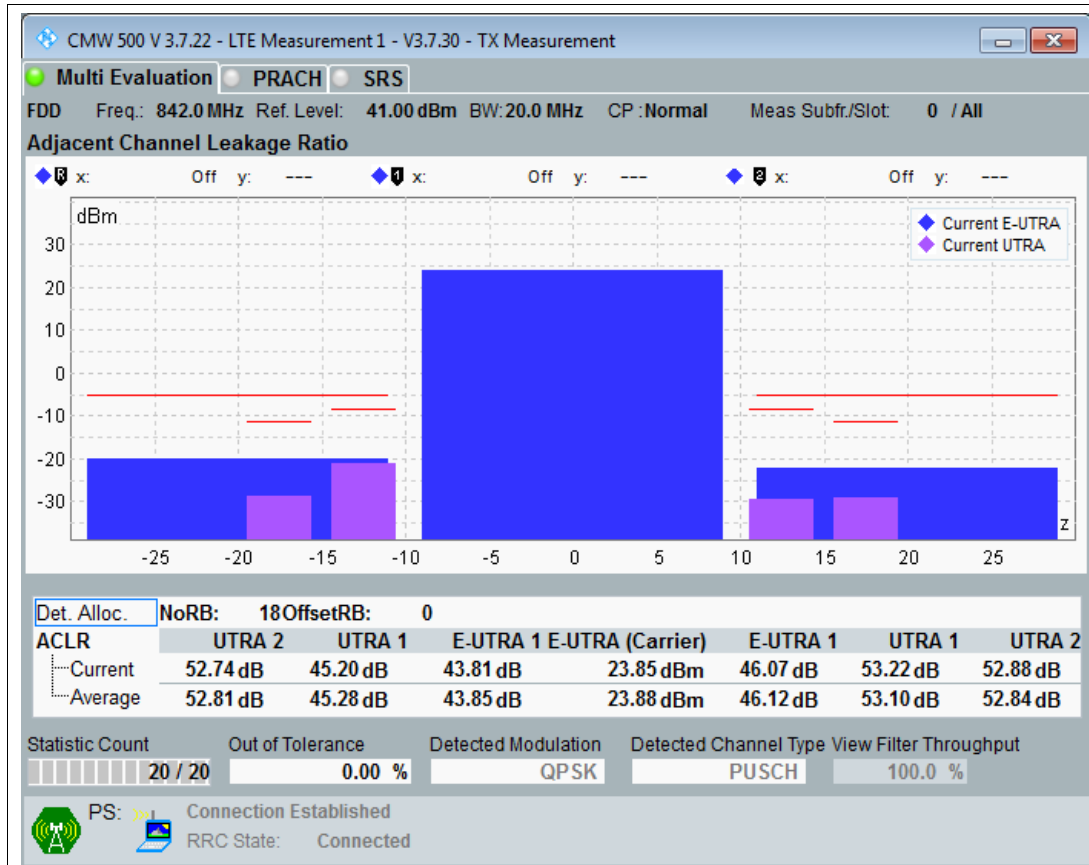 CMW 500 V 3.7.22 - LTE Measurement 1 - V3.7.30 - TX Measurement
Multi Evaluation PRACH SRS
FDD Freq.: 842.0 MHz Ref. Level: 41.00 dBm BW: 20.0 MHz CP : Normal Meas Subfr./Slot: 0 / All
Adjacent Channel Leakage Ratio
R x: Off y: --- 1 x: Off y: --- 2 x: Off y: ---
dBm
Current E-UTRA
Current UTRA
30
20
10
0
-10
-20
-30
z
-25 -20 -15 -10 -5 0 5 10 15 20 25
Det. Alloc. NoRB: 18 OffsetRB: 0
ACLR UTRA 2 UTRA 1 E-UTRA 1 E-UTRA (Carrier) E-UTRA 1 UTRA 1 UTRA 2
Current 52.74 dB 45.20 dB 43.81 dB 23.85 dBm 46.07 dB 53.22 dB 52.88 dB
Average 52.81 dB 45.28 dB 43.85 dB 23.88 dBm 46.12 dB 53.10 dB 52.84 dB
Statistic Count Out of Tolerance Detected Modulation Detected Channel Type View Filter Throughput
20 / 20 0.00 % QPSK PUSCH 100.0 %
PS: Connection Established
RRC State: Connected